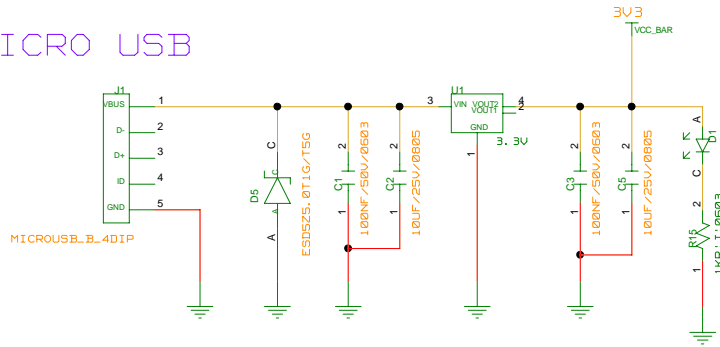 3V3
VCC_BAR
ICRO USB
J1
VBUS 1
D- 2
D+ 3
ID 4
GND 5
MICROUSB_B_4DIP
C
C
D5
A
A
ESD5Z5.0T1G/T5G
2
C1
1
100NF/50V/0603
2
C2
1
10UF/25V/0805
U1
3 VIN VOUT2 4
VOUT1 2
GND
1
3.3V
2
C3
1
100NF/50V/0603
2
C5
1
10UF/25V/0805
A
D1
C
2
R15
1